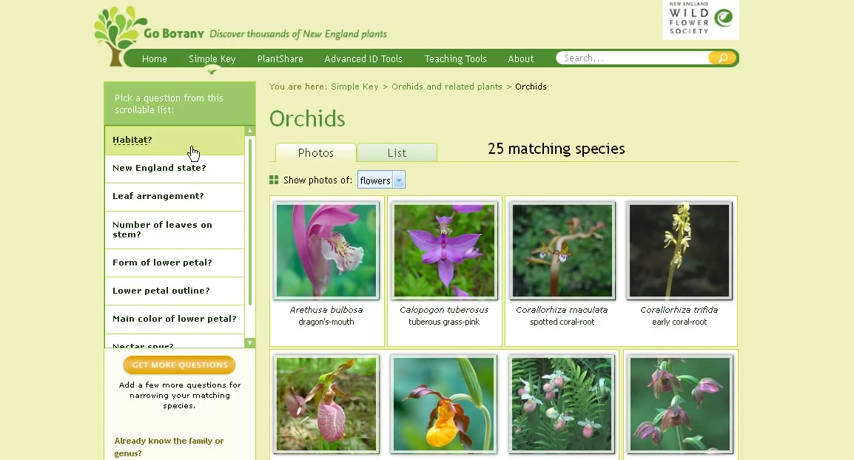 Go Botany Discover thousands of New England plants
NEW ENGLAND
WILD
FLOWER
SOCIETY
Home Simple Key PlantShare Advanced ID Tools Teaching Tools About Search...
Pick a question from this
scrollable list:
You are here: Simple Key > Orchids and related plants > Orchids
Orchids
Photos List 25 matching species
Show photos of: flowers
Habitat?
New England state?
Leaf arrangement?
Number of leaves on
stem?
Form of lower petal?
Lower petal outline?
Main color of lower petal?
Nectar spur?
GET MORE QUESTIONS
Add a few more questions for
narrowing your matching
species.
Already know the family or
genus?
Arethusa bulbosa
dragon's-mouth
Calopogon tuberosus
tuberous grass-pink
Corallorhiza maculata
spotted coral-root
Corallorhiza trifida
early coral-root